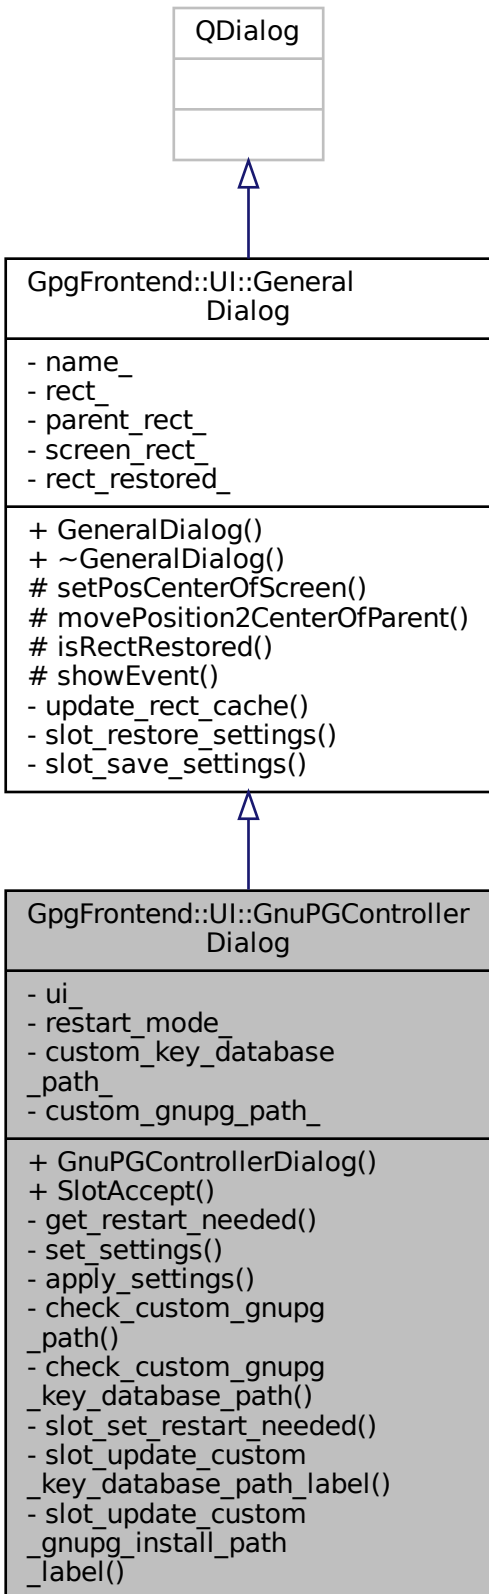 QDialog
GpgFrontend::UI::General
Dialog
- name_
- rect_
- parent_rect_
- screen_rect_
- rect_restored_
+ GeneralDialog()
+ ~GeneralDialog()
# setPosCenterOfScreen()
# movePosition2CenterOfParent()
# isRectRestored()
# showEvent()
- update_rect_cache()
- slot_restore_settings()
- slot_save_settings()
GpgFrontend::UI::GnuPGController
Dialog
- ui_
- restart_mode_
- custom_key_database
_path_
- custom_gnupg_path_
+ GnuPGControllerDialog()
+ SlotAccept()
- get_restart_needed()
- set_settings()
- apply_settings()
- check_custom_gnupg
_path()
- check_custom_gnupg
_key_database_path()
- slot_set_restart_needed()
- slot_update_custom
_key_database_path_label()
- slot_update_custom
_gnupg_install_path
_label()